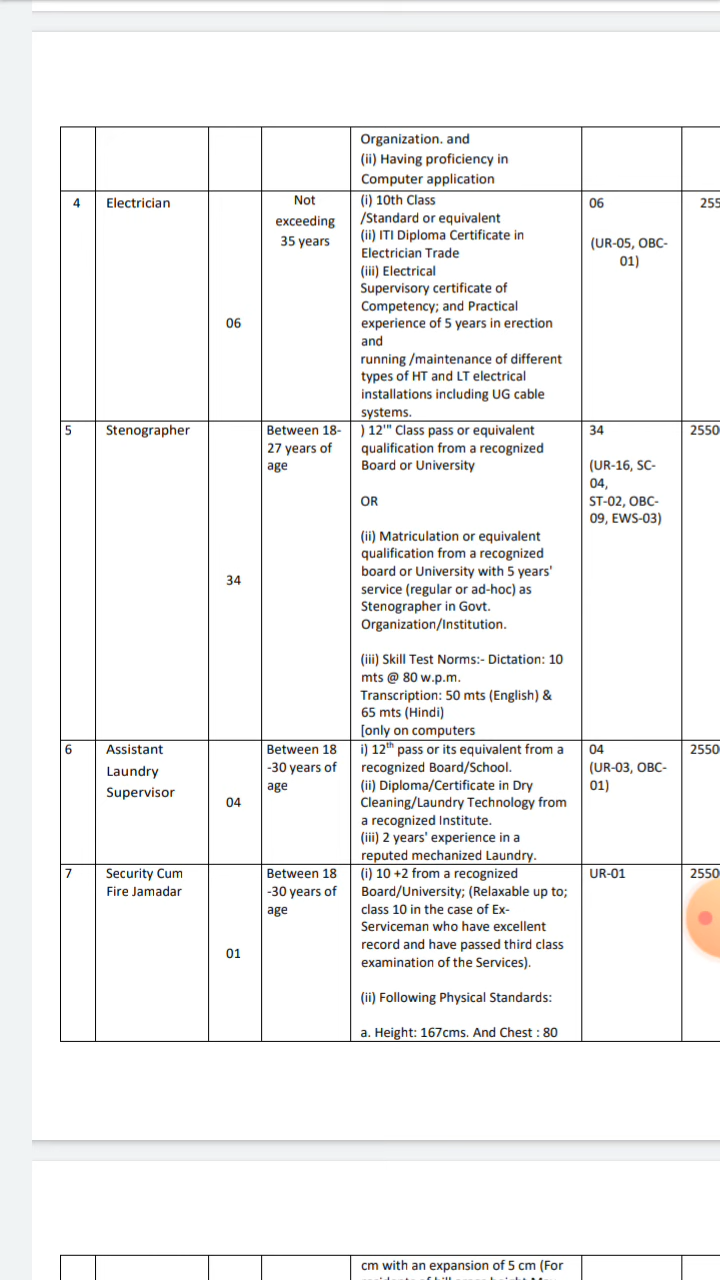 Organization. and
(ii) Having proficiency in
Computer application
4
Electrician
06
Not
exceeding
35 years
(i) 10th Class
/Standard or equivalent
(ii) ITI Diploma Certificate in
Electrician Trade
(iii) Electrical
Supervisory certificate of
Competency; and Practical
experience of 5 years in erection
and
running /maintenance of different
types of HT and LT electrical
installations including UG cable
systems.
06
(UR-05, OBC-
01)
255
5
Stenographer
34
Between 18-
27 years of
age
) 12'" Class pass or equivalent
qualification from a recognized
Board or University
OR
(ii) Matriculation or equivalent
qualification from a recognized
board or University with 5 years'
service (regular or ad-hoc) as
Stenographer in Govt.
Organization/Institution.
(iii) Skill Test Norms:- Dictation: 10
mts @ 80 w.p.m.
Transcription: 50 mts (English) &
65 mts (Hindi)
[only on computers
34
(UR-16, SC-
04,
ST-02, OBC-
09, EWS-03)
2550
6
Assistant
Laundry
Supervisor
04
Between 18
-30 years of
age
i) 12th pass or its equivalent from a
recognized Board/School.
(ii) Diploma/Certificate in Dry
Cleaning/Laundry Technology from
a recognized Institute.
(iii) 2 years' experience in a
reputed mechanized Laundry.
04
(UR-03, OBC-
01)
2550
7
Security Cum
Fire Jamadar
01
Between 18
-30 years of
age
(i) 10 +2 from a recognized
Board/University; (Relaxable up to;
class 10 in the case of Ex-
Serviceman who have excellent
record and have passed third class
examination of the Services).
(ii) Following Physical Standards:
a. Height: 167cms. And Chest : 80
UR-01
2550
cm with an expansion of 5 cm (For